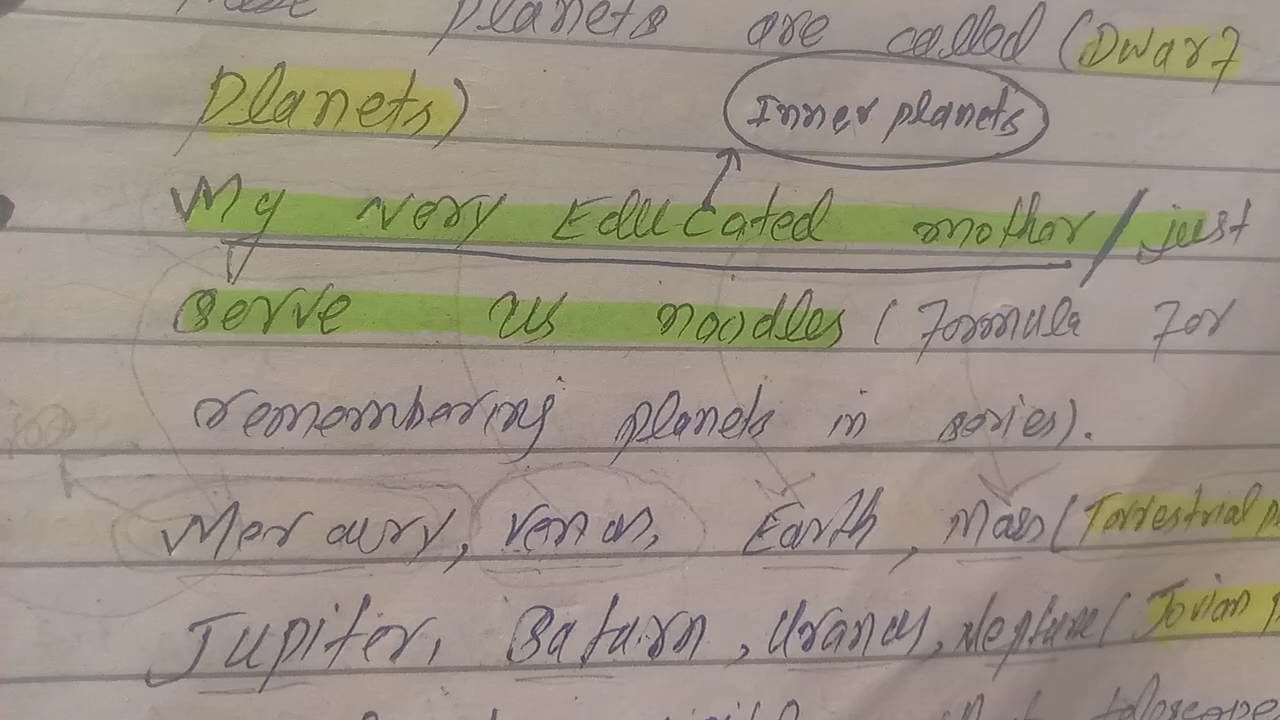 planets are called (Dwarf
Planets)
Inner planets
My very Educated mother / just
serve us noodles (Formula For
remembering planets in series).
Mercury, Venus, Earth, Mars (Terrestrial
Jupiter, Saturn, Uranus, Neptune (Jovian
telescope